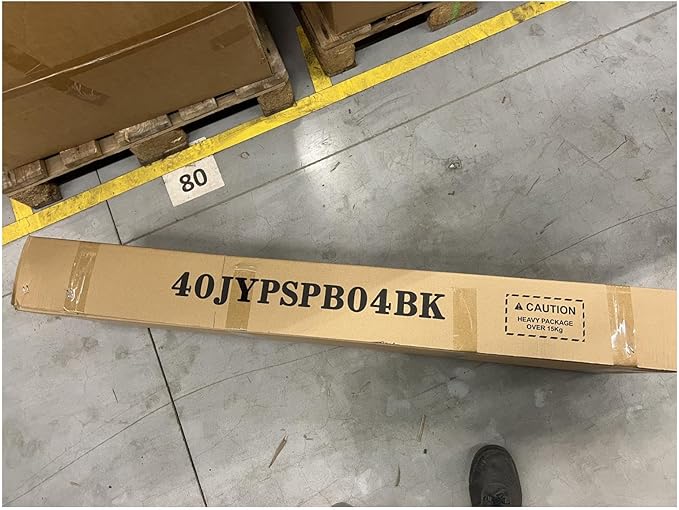 80
40JYPSPB04BK
⚠ CAUTION
HEAVY PACKAGE
OVER 15Kg